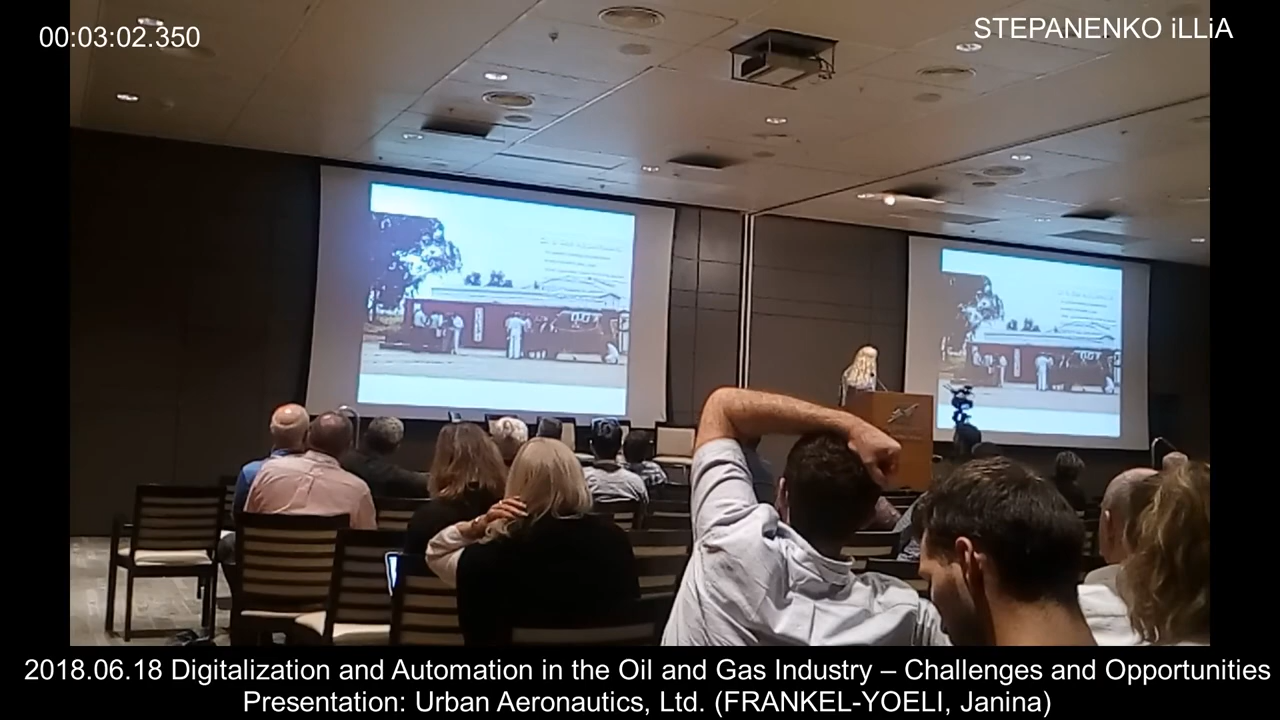 00:03:02.350
STEPANENKO iLLiA
2018.06.18 Digitalization and Automation in the Oil and Gas Industry – Challenges and Opportunities
Presentation: Urban Aeronautics, Ltd. (FRANKEL-YOELI, Janina)